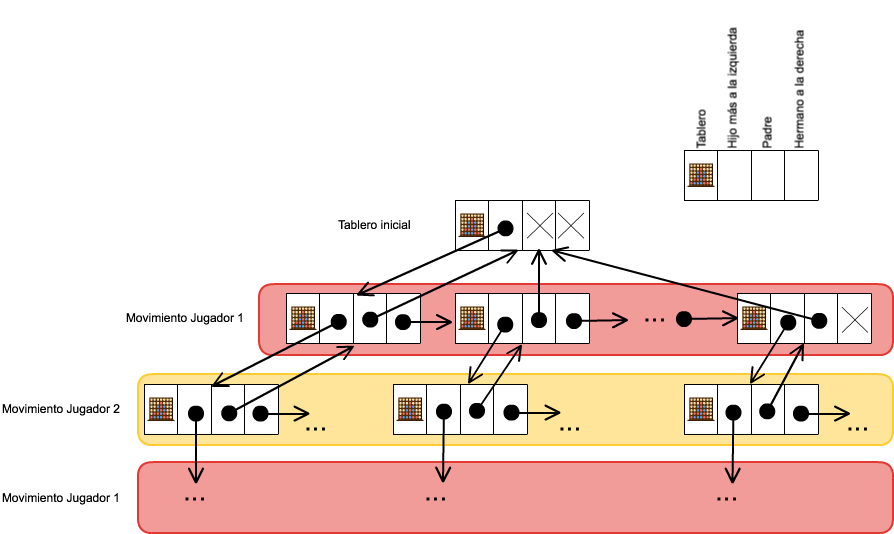 Tablero
Hijo más a la izquierda
Padre
Hermano a la derecha
Tablero inicial
Movimiento Jugador 1
...
Movimiento Jugador 2
...
...
...
Movimiento Jugador 1
...
...
...